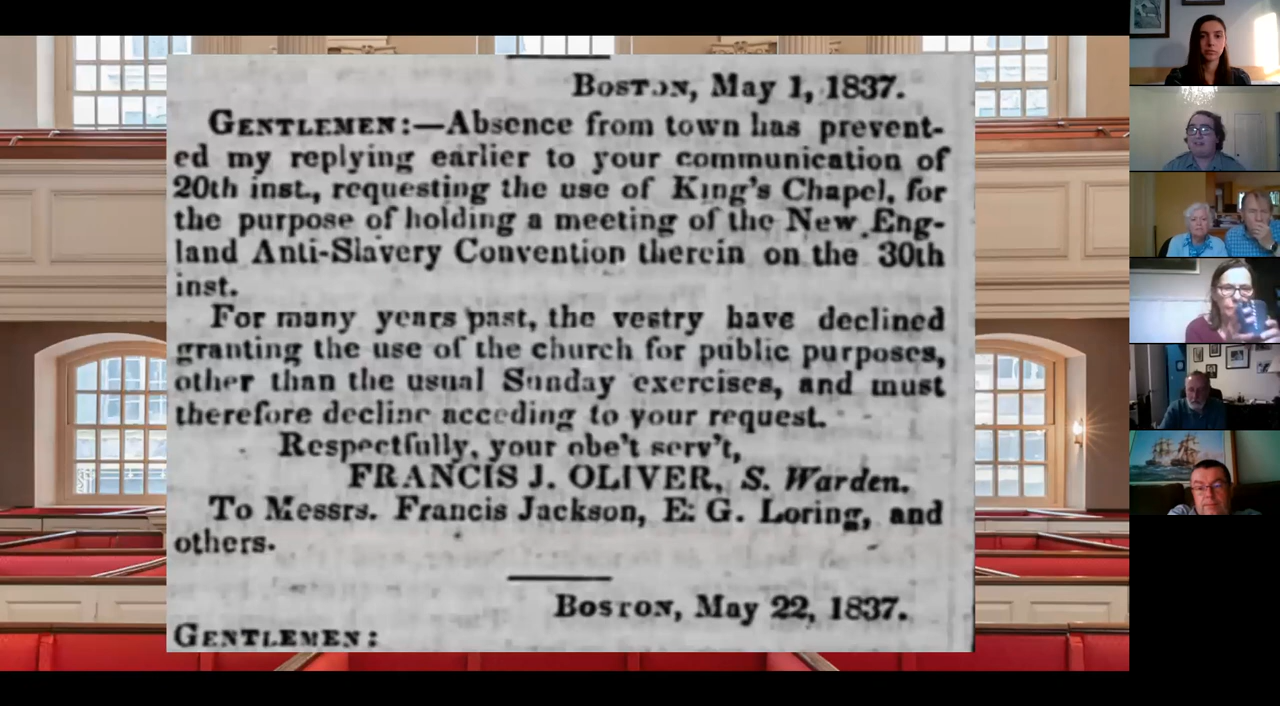 BOSTON, May 1, 1837.
GENTLEMEN:—Absence from town has prevent-
ed my replying earlier to your communication of
20th inst., requesting the use of King's Chapel, for
the purpose of holding a meeting of the New Eng-
land Anti-Slavery Convention therein on the 30th
inst.
For many years past, the vestry have declined
granting the use of the church for public purposes,
other than the usual Sunday exercises, and must
therefore decline acceding to your request.
Respectfully, your obe't serv't,
FRANCIS J. OLIVER, S. Warden.
To Messrs. Francis Jackson, E. G. Loring, and
others.
BOSTON, May 22, 1837.
GENTLEMEN: